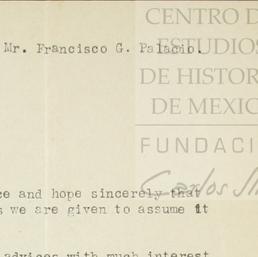 CENTRO D
ESTUDIOS
DE HISTOR
DE MEXIC
FUNDACI
Carlos Sli
Mr. Francisco G. Palacio.
ce and hope sincerely that
s we are given to assume it
advices with much interest